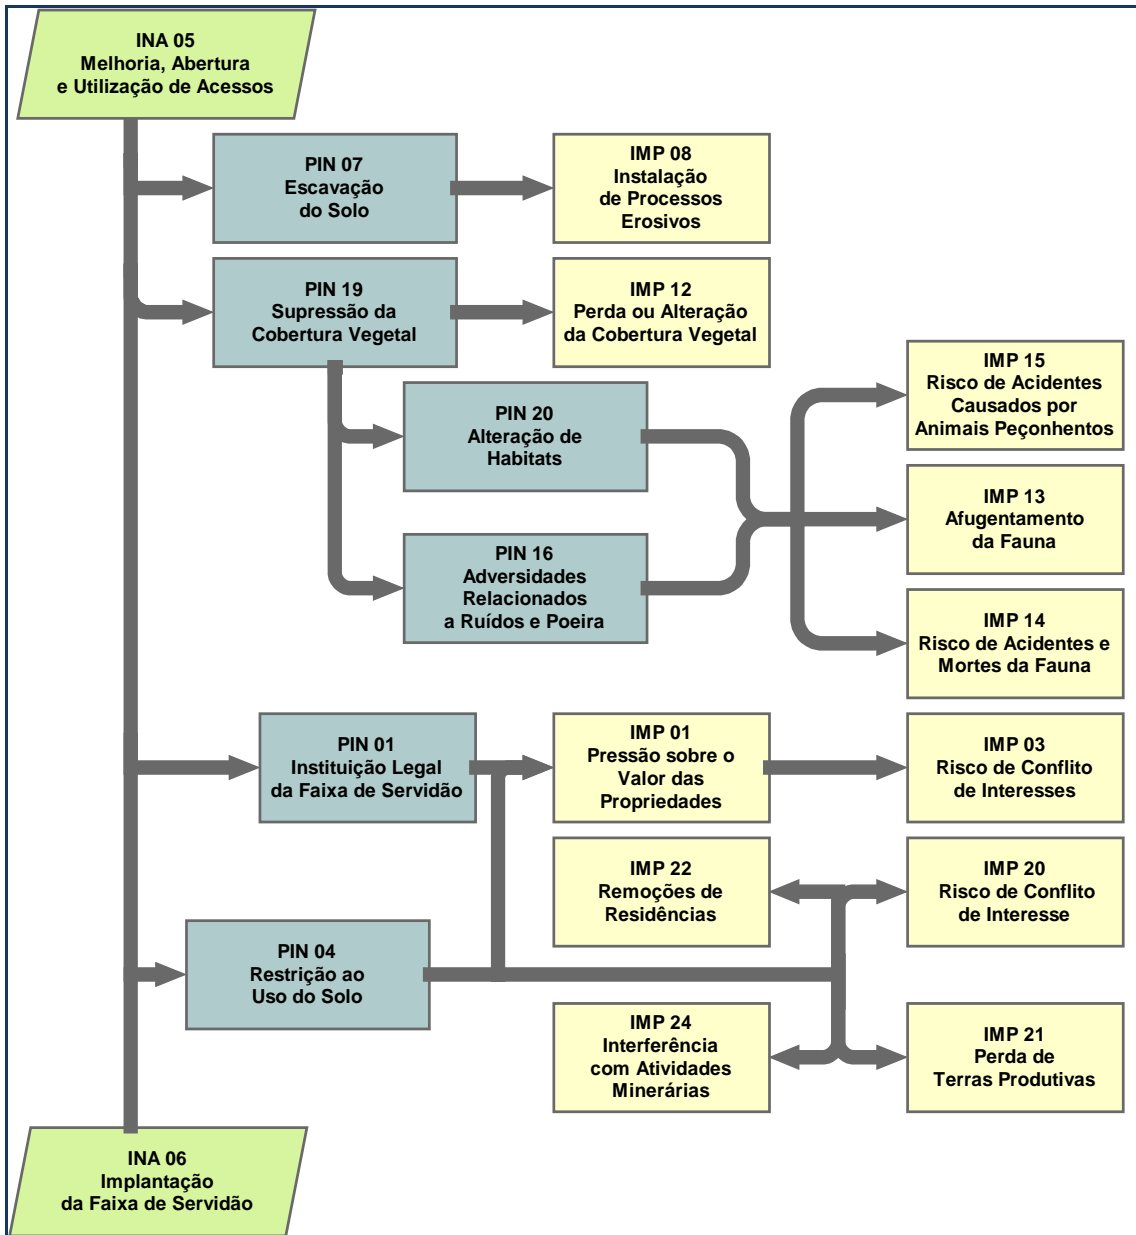 INA 05
Melhoria, Abertura
e Utilização de Acessos
PIN 07
Escavação
do Solo
IMP 08
Instalação
de Processos
Erosivos
PIN 19
Supressão da
Cobertura Vegetal
IMP 12
Perda ou Alteração
da Cobertura Vegetal
IMP 15
Risco de Acidentes
Causados por
Animais Peçonhentos
PIN 20
Alteração de
Habitats
IMP 13
Afugentamento
da Fauna
PIN 16
Adversidades
Relacionados
a Ruídos e Poeira
IMP 14
Risco de Acidentes e
Mortes da Fauna
PIN 01
Instituição Legal
da Faixa de Servidão
IMP 01
Pressão sobre o
Valor das
Propriedades
IMP 03
Risco de Conflito
de Interesses
IMP 22
Remoções de
Residências
IMP 20
Risco de Conflito
de Interesse
PIN 04
Restrição ao
Uso do Solo
IMP 24
Interferência
com Atividades
Minerárias
IMP 21
Perda de
Terras Produtivas
INA 06
Implantação
da Faixa de Servidão